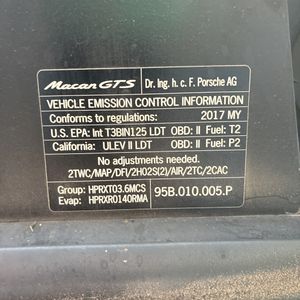 Macan GTS Dr. Ing. h. c. F. Porsche AG
VEHICLE EMISSION CONTROL INFORMATION
Conforms to regulations: 2017 MY
U.S. EPA: Int T3BIN125 LDT OBD: II Fuel: T2
California: ULEV II LDT OBD: II Fuel: P2
No adjustments needed.
2TWC/MAP/DFI/2HO2S(2)/AIR/2TC/2CAC
Group: HPRXT03.6MCS
Evap: HPRXR0140RMA
95B.010.005.P